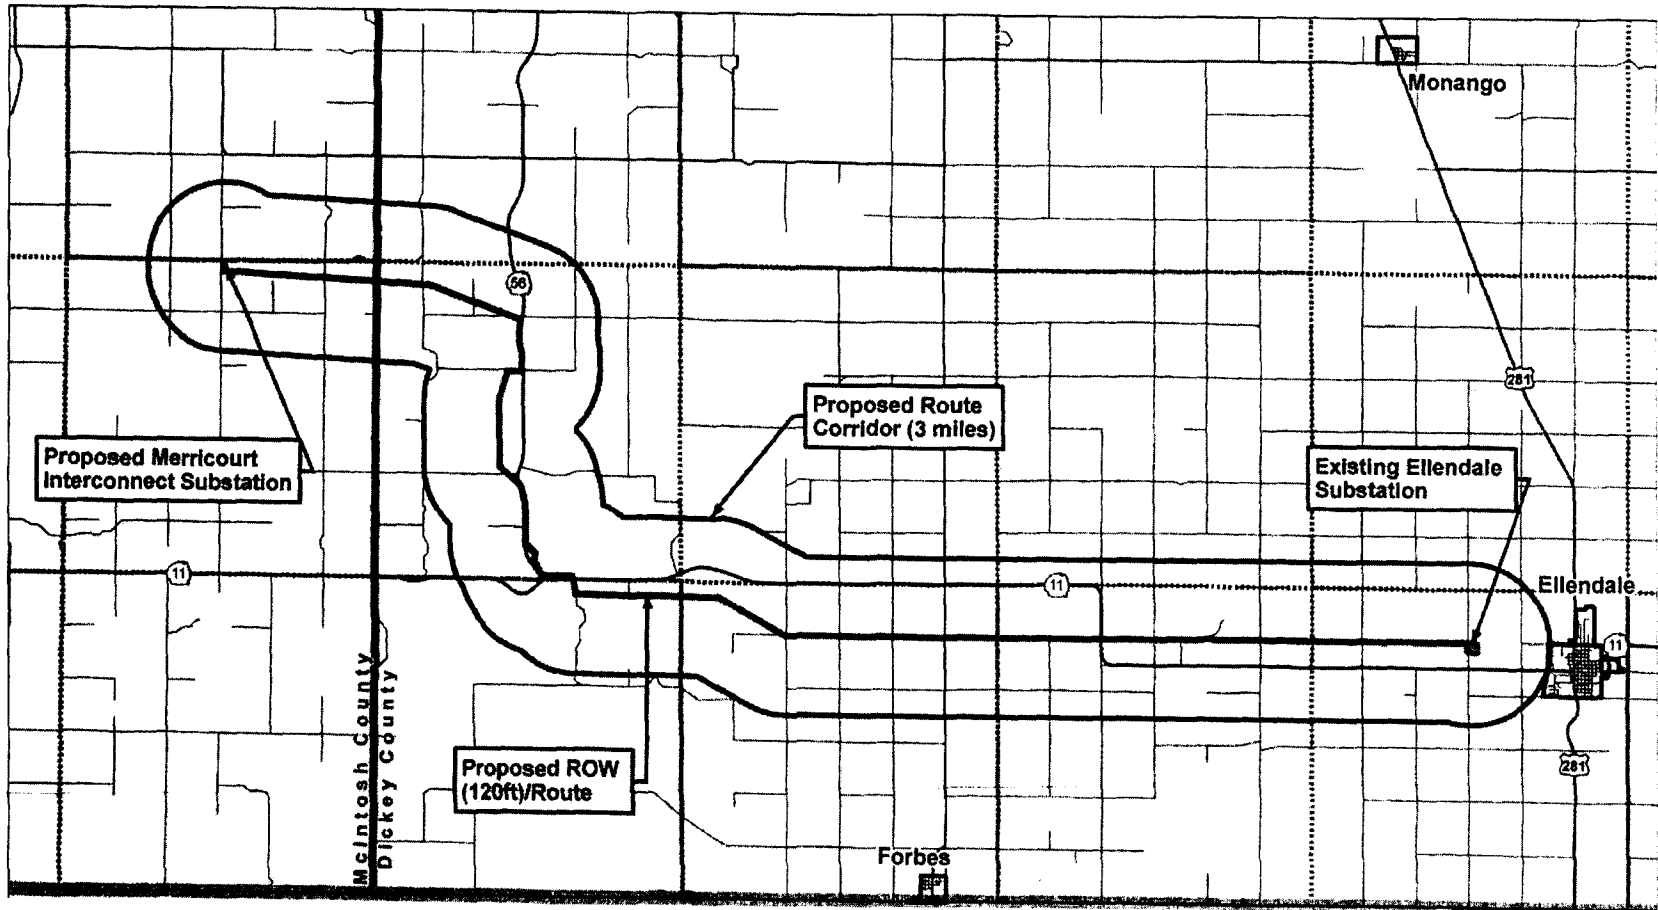 Monango
56
281
Proposed Route
Corridor (3 miles)
Proposed Merricourt
Interconnect Substation
Existing Ellendale
Substation
11
11
Ellendale
11
McIntosh County
Dickey County
Proposed ROW
(120ft)/Route
281
Forbes